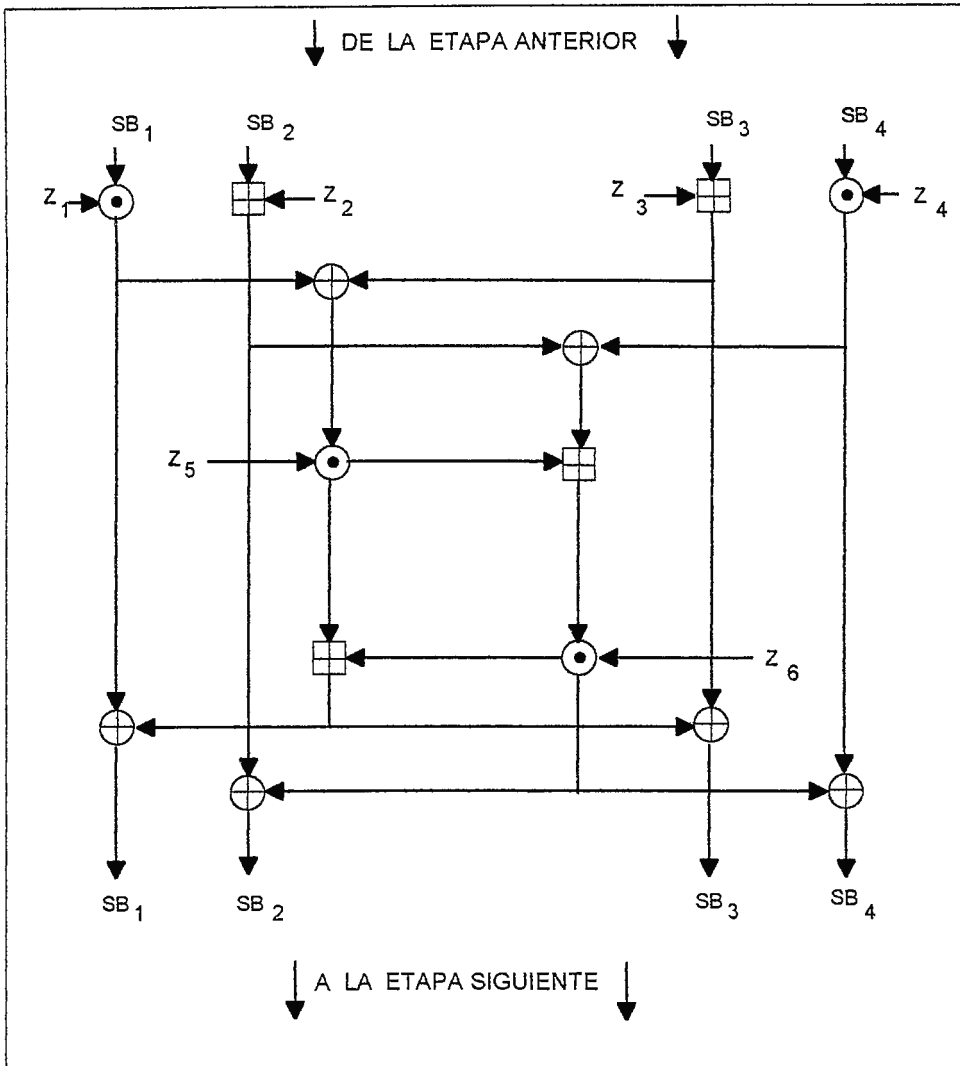 DE LA ETAPA ANTERIOR
SB 1 SB 2 SB 3 SB 4
Z 1 Z 2 Z 3 Z 4
Z 5
Z 6
SB 1 SB 2 SB 3 SB 4
A LA ETAPA SIGUIENTE